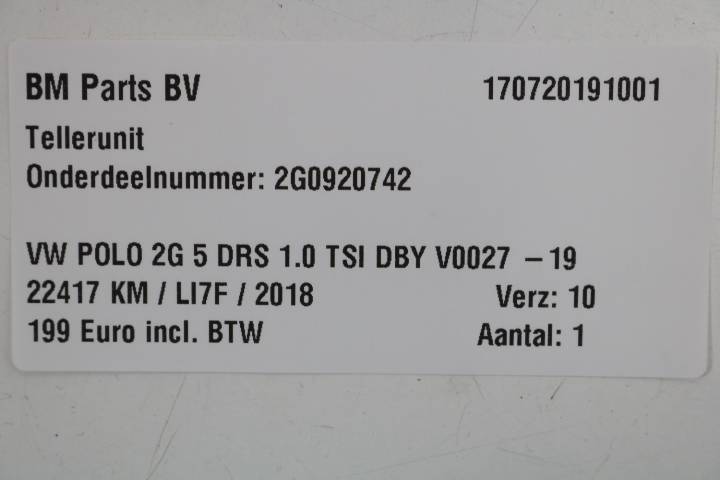 BM Parts BV 170720191001
Tellerunit
Onderdeelnummer: 2G0920742
VW POLO 2G 5 DRS 1.0 TSI DBY V0027 – 19
22417 KM / LI7F / 2018 Verz: 10
199 Euro incl. BTW Aantal: 1